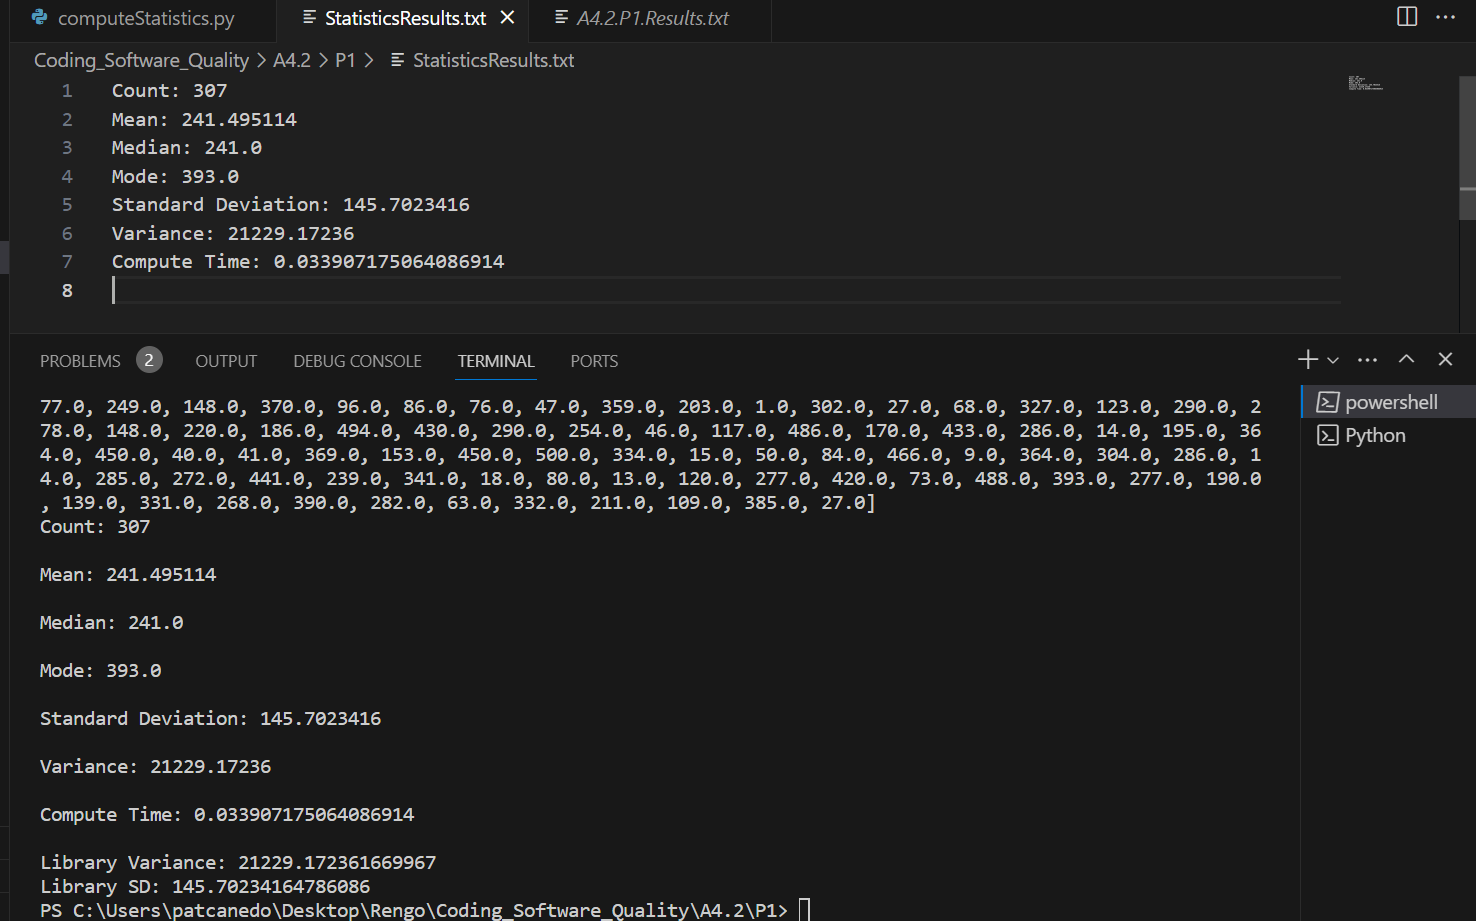 computeStatistics.py StatisticsResults.txt A4.2.P1.Results.txt
Coding_Software_Quality > A4.2 > P1 > StatisticsResults.txt
1 Count: 307
2 Mean: 241.495114
3 Median: 241.0
4 Mode: 393.0
5 Standard Deviation: 145.7023416
6 Variance: 21229.17236
7 Compute Time: 0.033907175064086914
8
PROBLEMS 2 OUTPUT DEBUG CONSOLE TERMINAL PORTS
77.0, 249.0, 148.0, 370.0, 96.0, 86.0, 76.0, 47.0, 359.0, 203.0, 1.0, 302.0, 27.0, 68.0, 327.0, 123.0, 290.0, 2
78.0, 148.0, 220.0, 186.0, 494.0, 430.0, 290.0, 254.0, 46.0, 117.0, 486.0, 170.0, 433.0, 286.0, 14.0, 195.0, 36
4.0, 450.0, 40.0, 41.0, 369.0, 153.0, 450.0, 500.0, 334.0, 15.0, 50.0, 84.0, 466.0, 9.0, 364.0, 304.0, 286.0, 1
4.0, 285.0, 272.0, 441.0, 239.0, 341.0, 18.0, 80.0, 13.0, 120.0, 277.0, 420.0, 73.0, 488.0, 393.0, 277.0, 190.0
, 139.0, 331.0, 268.0, 390.0, 282.0, 63.0, 332.0, 211.0, 109.0, 385.0, 27.0]
Count: 307
Mean: 241.495114
Median: 241.0
Mode: 393.0
Standard Deviation: 145.7023416
Variance: 21229.17236
Compute Time: 0.033907175064086914
Library Variance: 21229.172361669967
Library SD: 145.70234164786086
PS C:\Users\patcanedo\Desktop\Rengo\Coding_Software_Quality\A4.2\P1>
powershell
Python